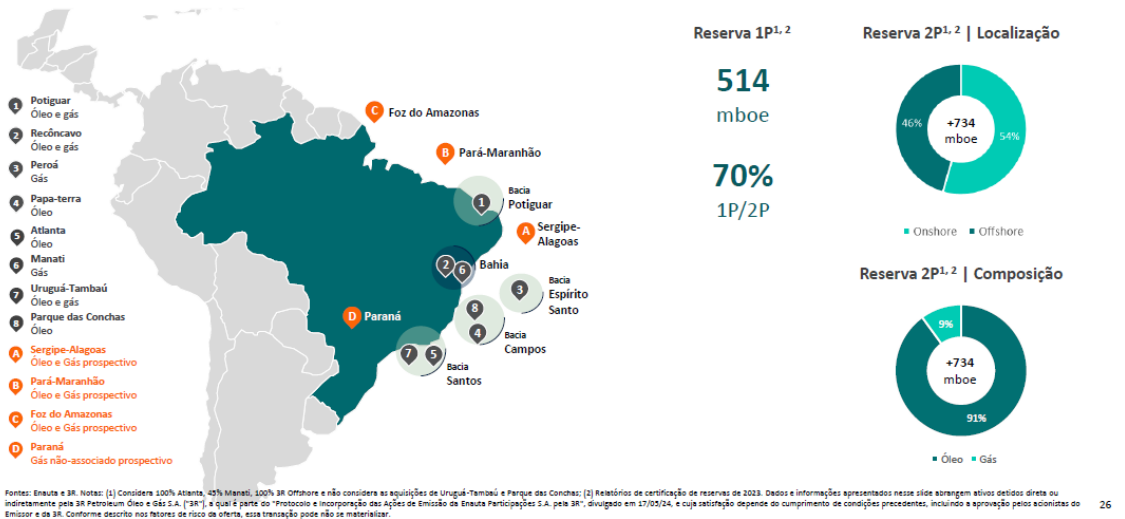 1
Potiguar
Óleo e gás
2
Recôncavo
Óleo e gás
3
Peroá
Gás
4
Papa-terra
Óleo
5
Atlanta
Óleo
6
Manati
Gás
7
Uruguá-Tambaú
Óleo e gás
8
Parque das Conchas
Óleo
A
Sergipe-Alagoas
Óleo e Gás prospectivo
B
Pará-Maranhão
Óleo e Gás prospectivo
C
Foz do Amazonas
Óleo e Gás prospectivo
D
Paraná
Gás não-associado prospectivo
C
Foz do Amazonas
B
Pará-Maranhão
1
Bacia
Potiguar
A
Sergipe-
Alagoas
2
6
Bahia
3
Bacia
Espírito
Santo
8
4
Bacia
Campos
D
Paraná
7
5
Bacia
Santos
Reserva 1P1, 2
514
mboe
70%
1P/2P
Reserva 2P1, 2 | Localização
46%
+734
mboe
54%
Onshore
Offshore
Reserva 2P1, 2 | Composição
9%
+734
mboe
91%
Óleo
Gás
Fontes: Enauta e 3R. Notas: (1) Considera 100% Atlanta, 45% Manati, 100% 3R Offshore e não considera as aquisições de Uruguá-Tambaú e Parque das Conchas; (2) Relatórios de certificação de reservas de 2023. Dados e informações apresentados nesse slide abrangem ativos detidos direta ou
indiretamente pela 3R Petroleum Óleo e Gás S.A. ("3R"), a qual é parte do "Protocolo e Incorporação das Ações de Emissão da Enauta Participações S.A. pela 3R", divulgado em 17/05/24, e cuja satisfação depende do cumprimento de condições precedentes, incluindo a aprovação pelos acionistas do
Emissor e da 3R. Conforme descrito nos fatores de risco da oferta, essa transação pode não se materializar.
26